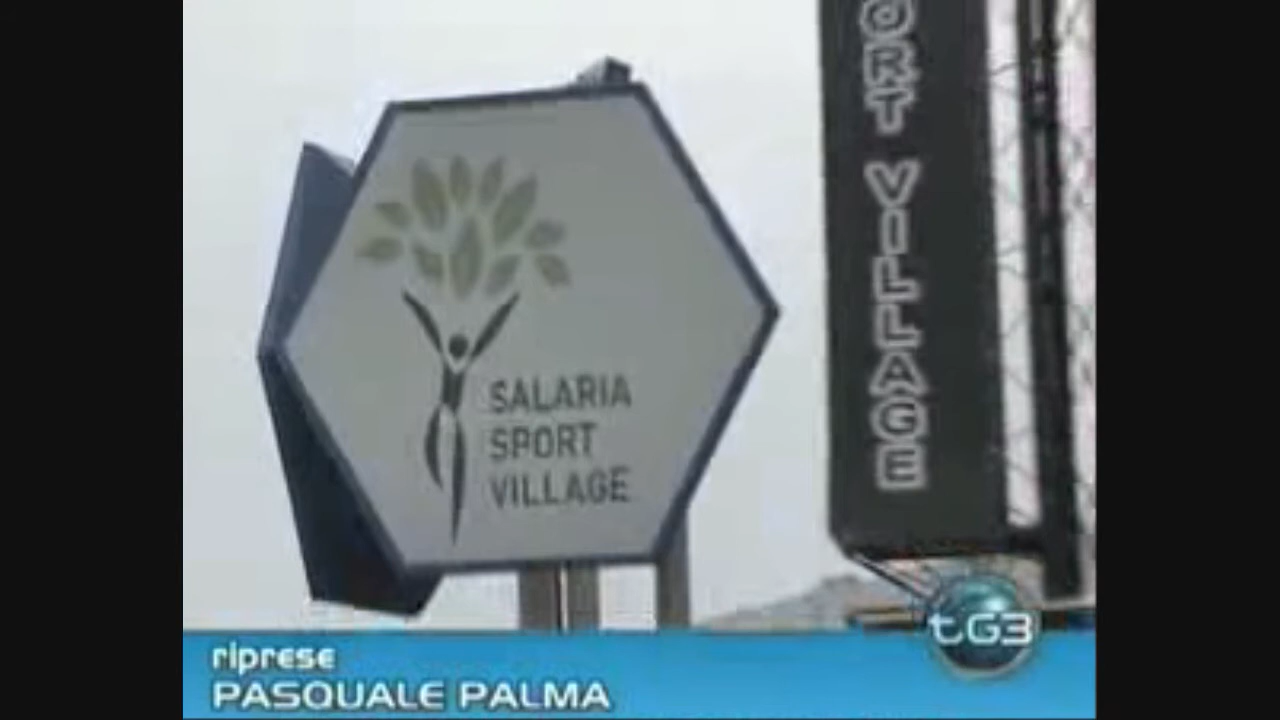 SALARIA
SPORT
VILLAGE
ORT VILLAGE
tG3
riprese
PASQUALE PALMA